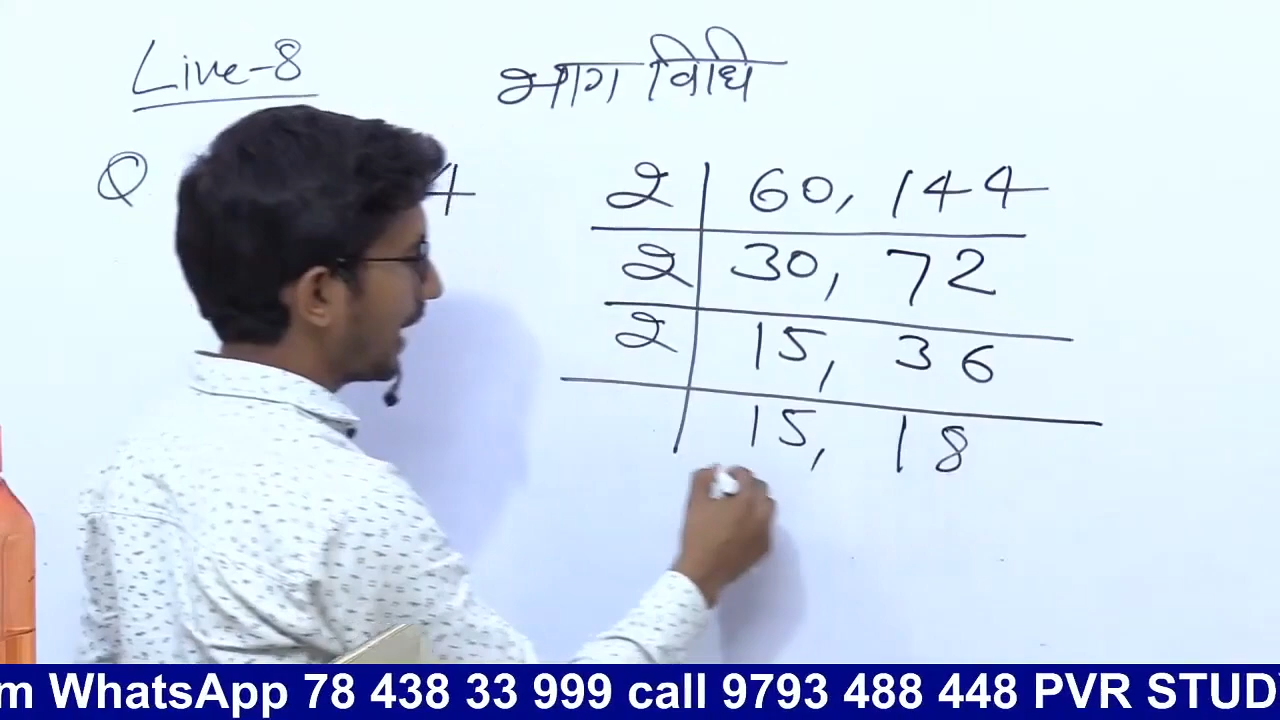 Live-8
भाग विधि
Q 4
2 | 60, 144
2 | 30, 72
2 | 15, 36
15, 18
m WhatsApp 78 438 33 999 call 9793 488 448 PVR STUD